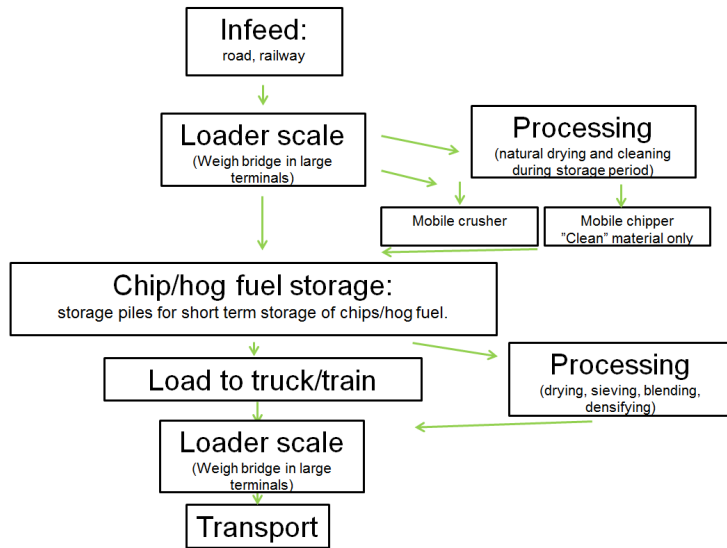 Infeed:
road, railway
Loader scale
(Weigh bridge in large
terminals)
Processing
(natural drying and cleaning
during storage period)
Mobile crusher
Mobile chipper
"Clean" material only
Chip/hog fuel storage:
storage piles for short term storage of chips/hog fuel.
Load to truck/train
Processing
(drying, sieving, blending,
densifying)
Loader scale
(Weigh bridge in large
terminals)
Transport